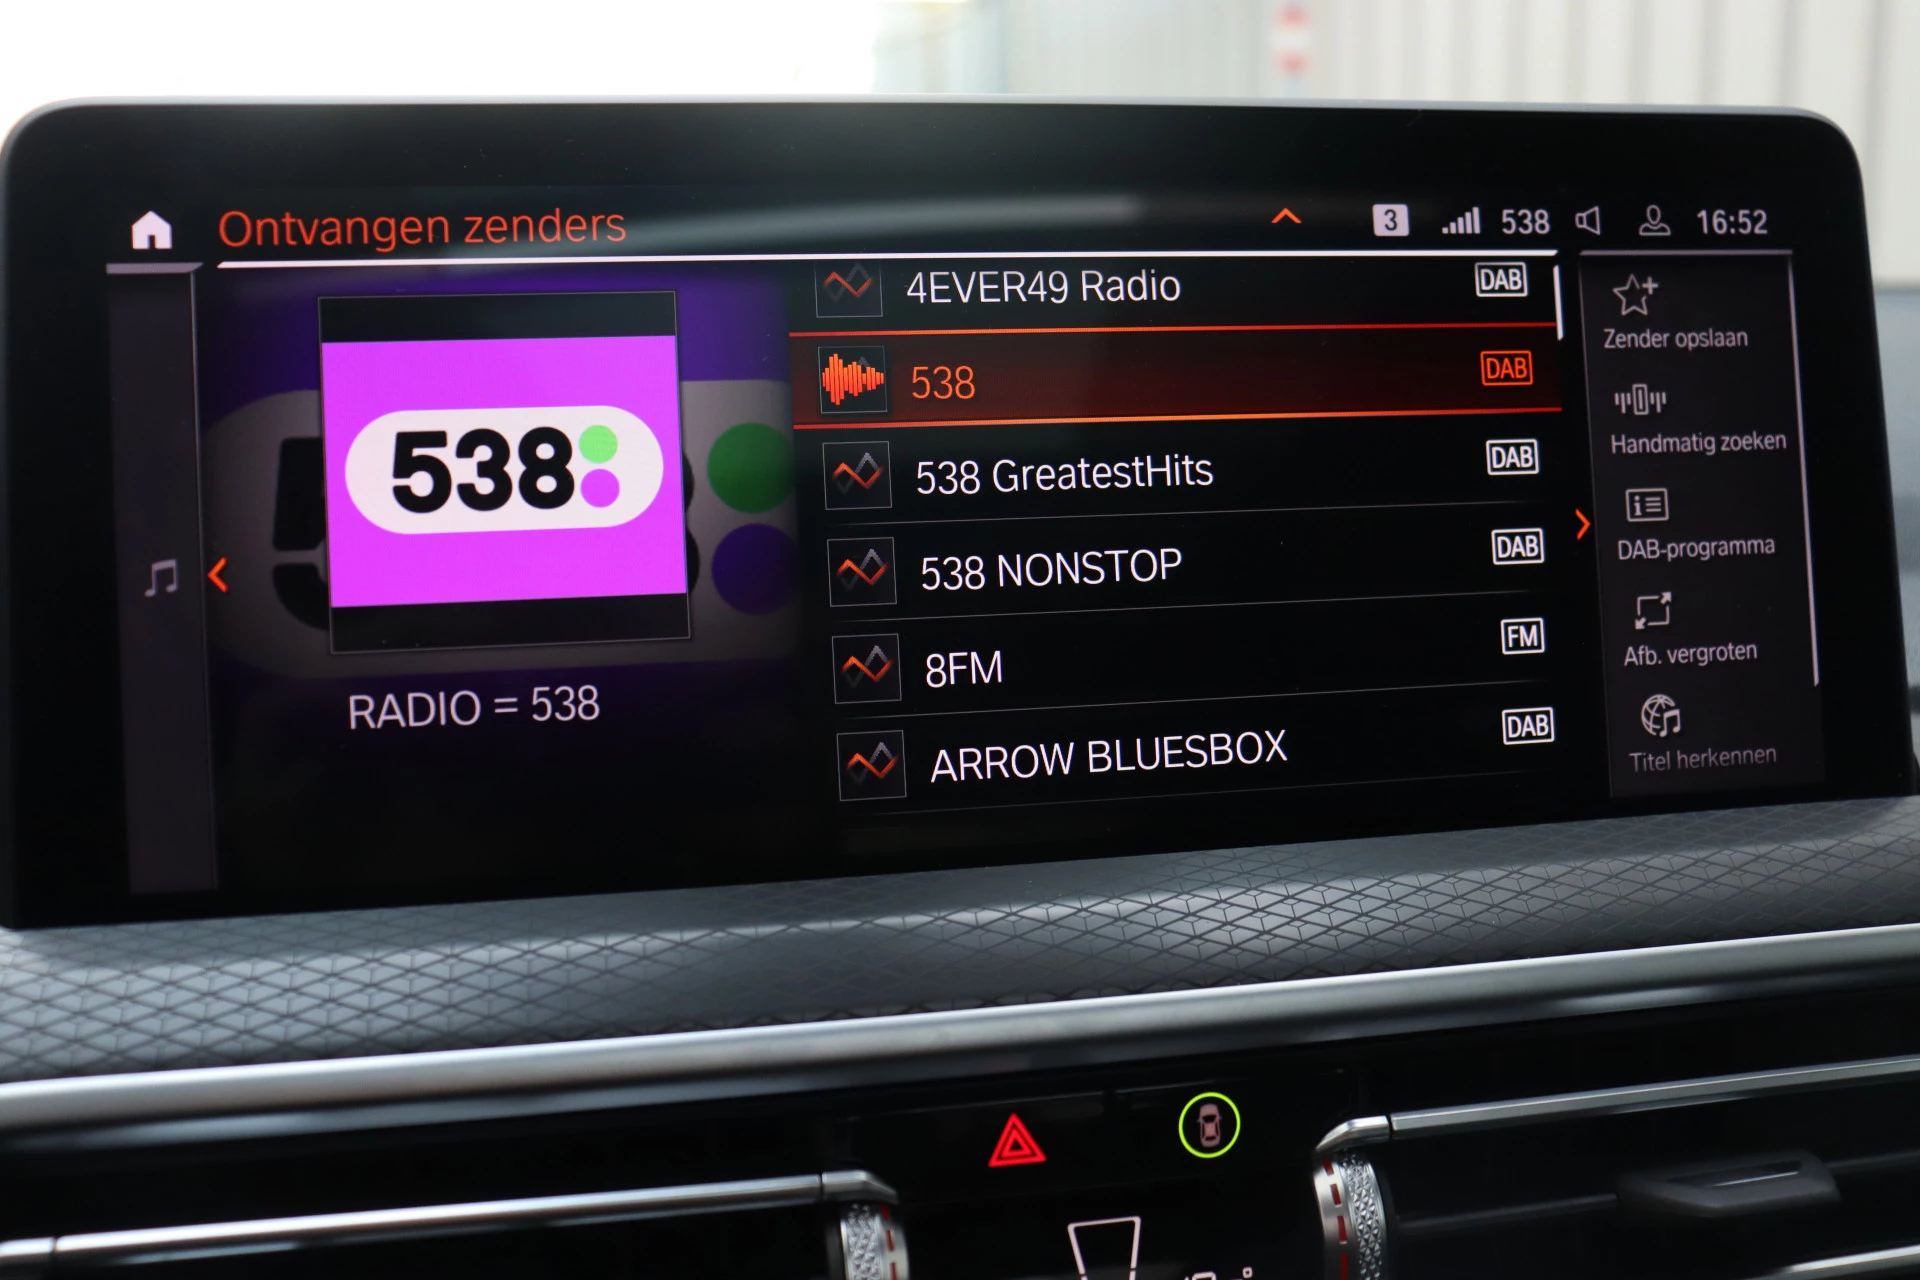 Ontvangen zenders
3 538 16:52
538
RADIO = 538
4EVER49 Radio DAB
538 DAB
538 GreatestHits DAB
538 NONSTOP DAB
8FM FM
ARROW BLUESBOX DAB
Zender opslaan
Handmatig zoeken
DAB-programma
Afb. vergroten
Titel herkennen